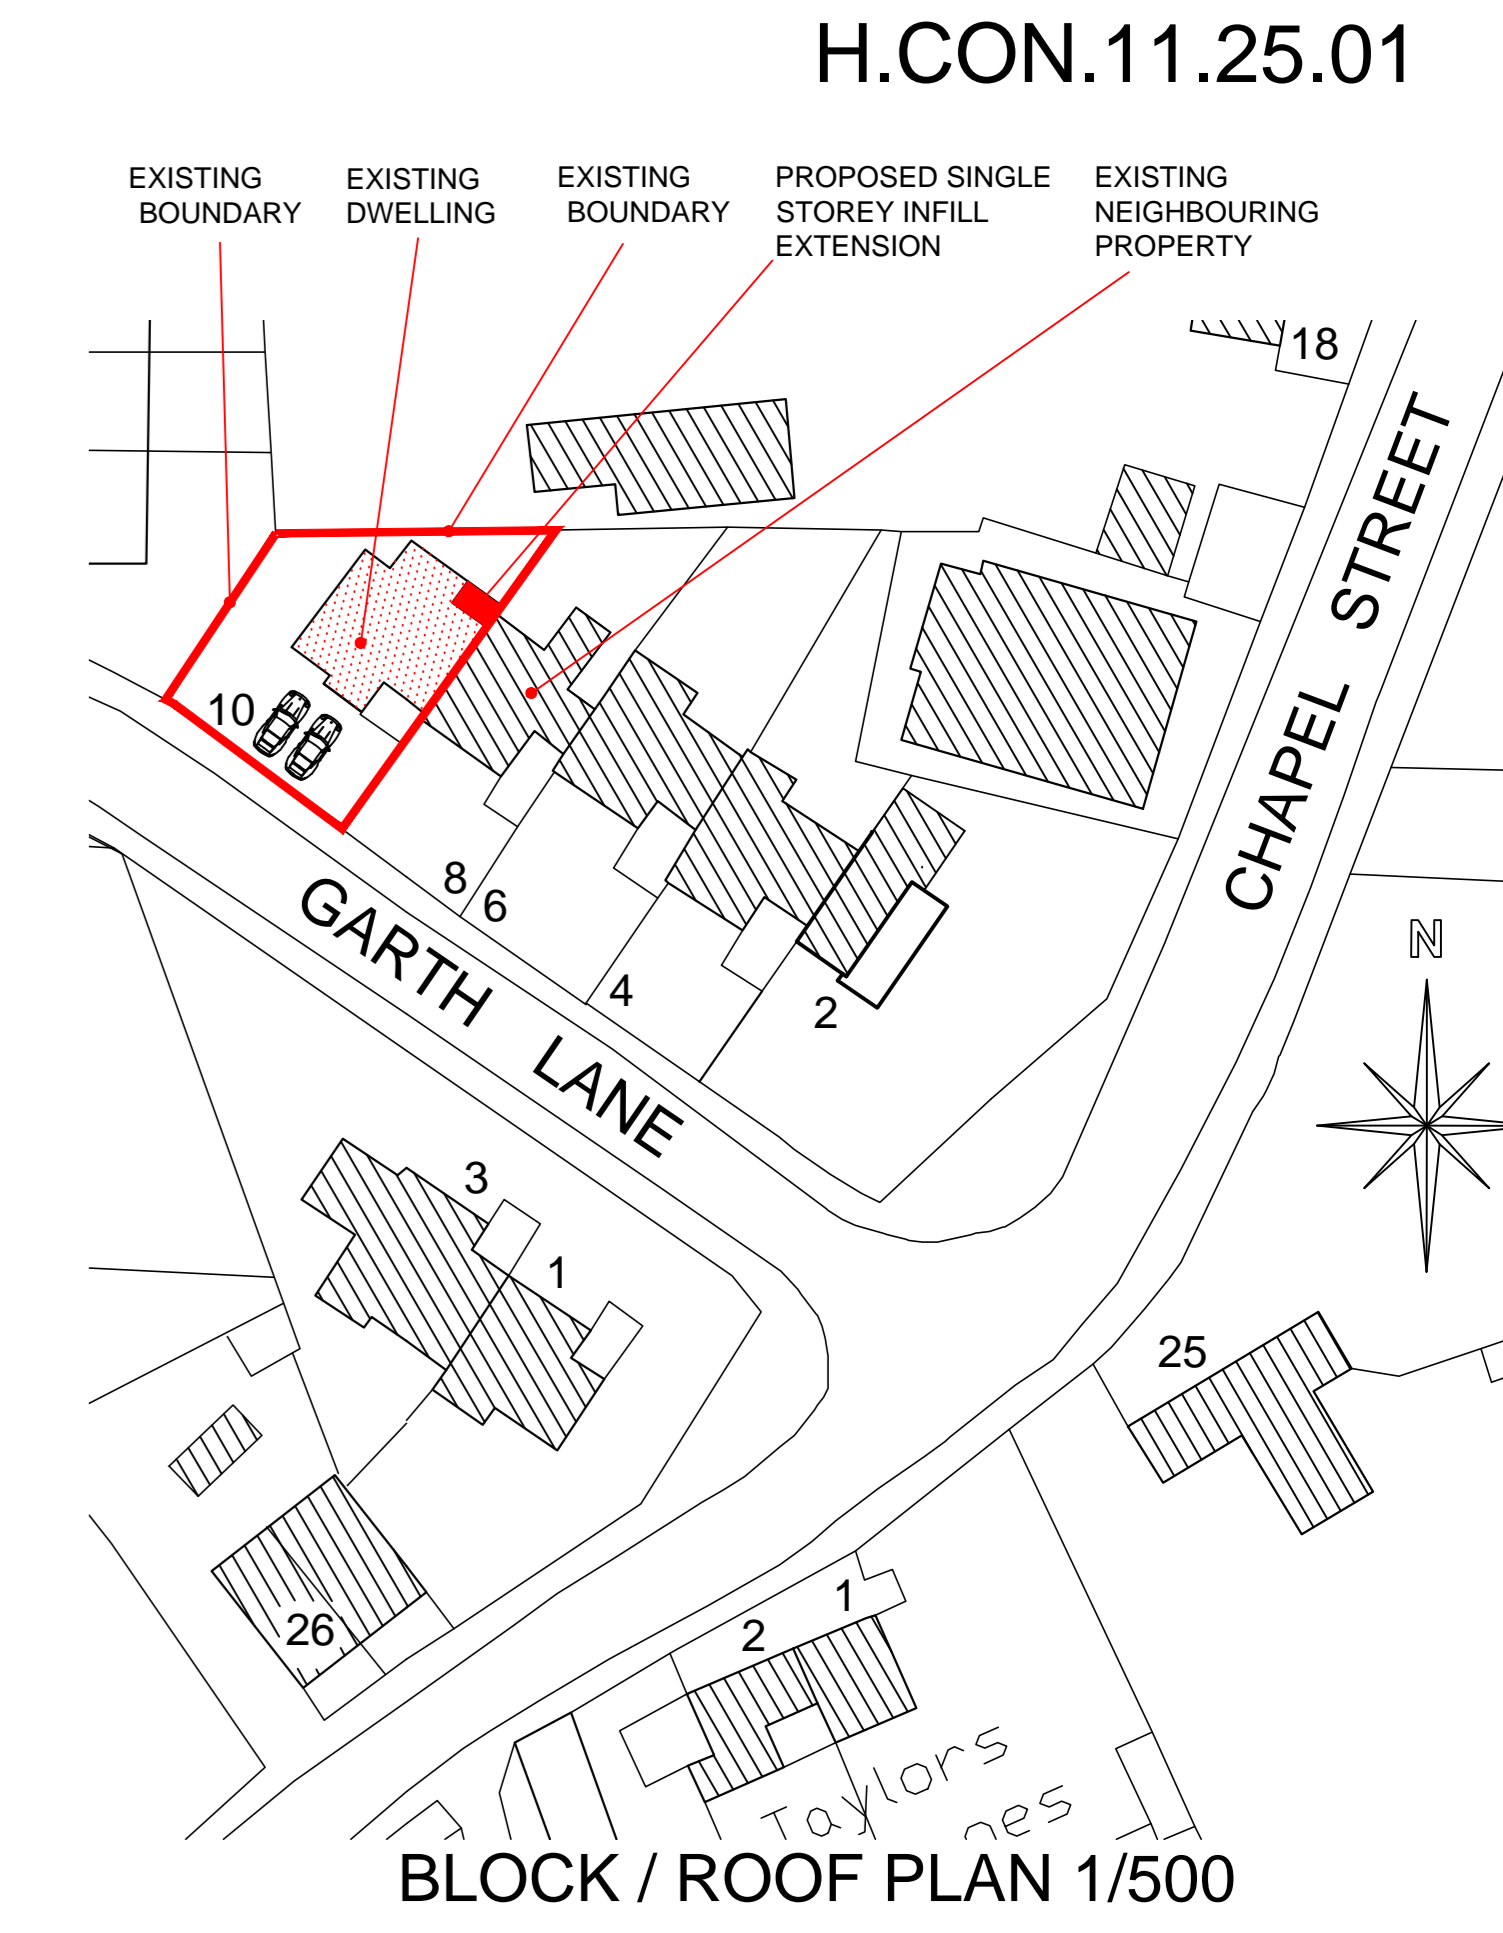 H.CON.11.25.01
EXISTING
BOUNDARY
EXISTING
DWELLING
EXISTING
BOUNDARY
PROPOSED SINGLE
STOREY INFILL
EXTENSION
EXISTING
NEIGHBOURING
PROPERTY
18
CHAPEL STREET
10
8
6
4
2
GARTH LANE
N
3
1
25
26
1
2
Taylors
BLOCK / ROOF PLAN 1/500